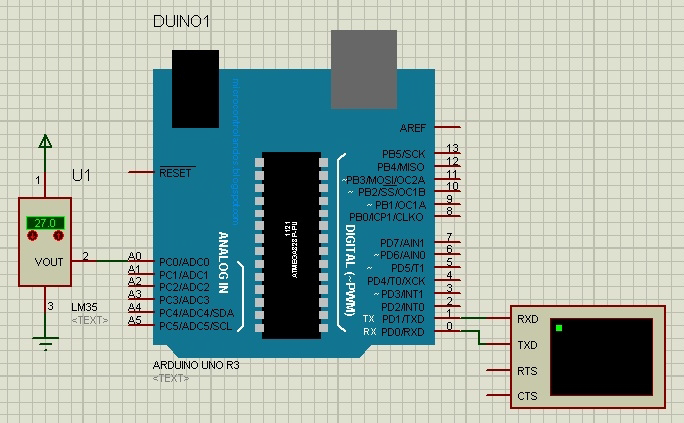 DUINO1
microcontrolandos.blogspot.com
AREF
RESET
13
PB5/SCK
12
PB4/MISO
11
~PB3/MOSI/OC2A
10
~ PB2/SS/OC1B
9
~ PB1/OC1A
8
PB0/ICP1/CLKO
1121
ANALOG IN
DIGITAL (~PWM)
7
PD7/AIN1
6
~ PD6/AIN0
5
~ PD5/T1
4
PD4/T0/XCK
3
~ PD3/INT1
2
PD2/INT0
1
TX PD1/TXD
0
RX PD0/RXD
A0
PC0/ADC0
A1
PC1/ADC1
A2
PC2/ADC2
A3
PC3/ADC3
A4
PC4/ADC4/SDA
A5
PC5/ADC5/SCL
ARDUINO UNO R3
<TEXT>
U1
1
27.0
2
VOUT
3
LM35
<TEXT>
RXD
TXD
RTS
CTS